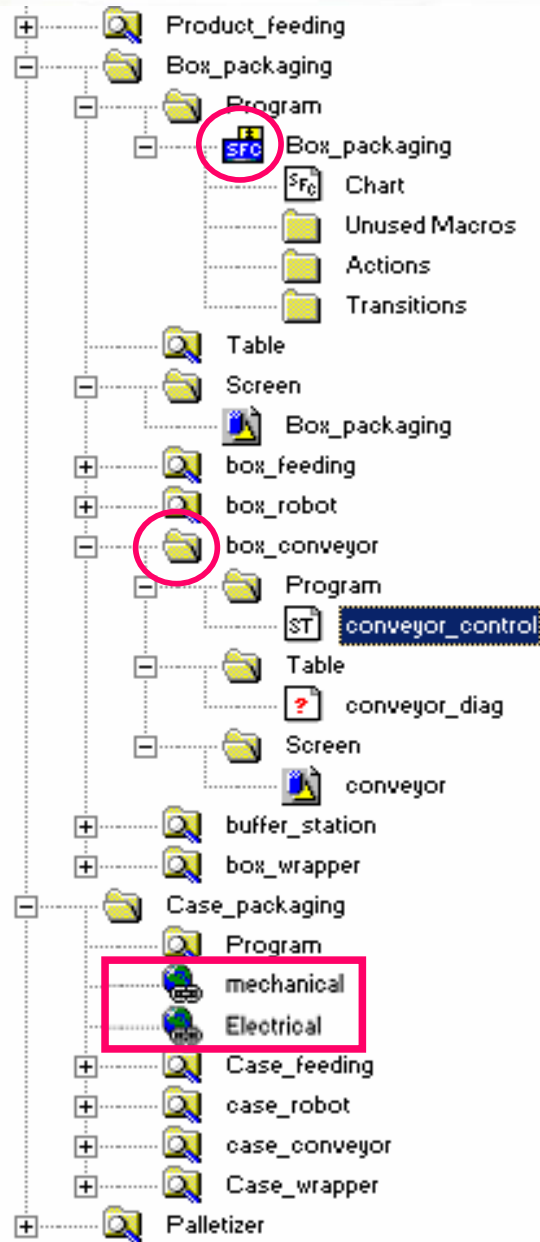 Product_feeding
Box_packaging
Program
SFC Box_packaging
SFC Chart
Unused Macros
Actions
Transitions
Table
Screen
Box_packaging
box_feeding
box_robot
box_conveyor
Program
ST conveyor_control
Table
? conveyor_diag
Screen
conveyor
buffer_station
box_wrapper
Case_packaging
Program
mechanical
Electrical
Case_feeding
case_robot
case_conveyor
Case_wrapper
Palletizer